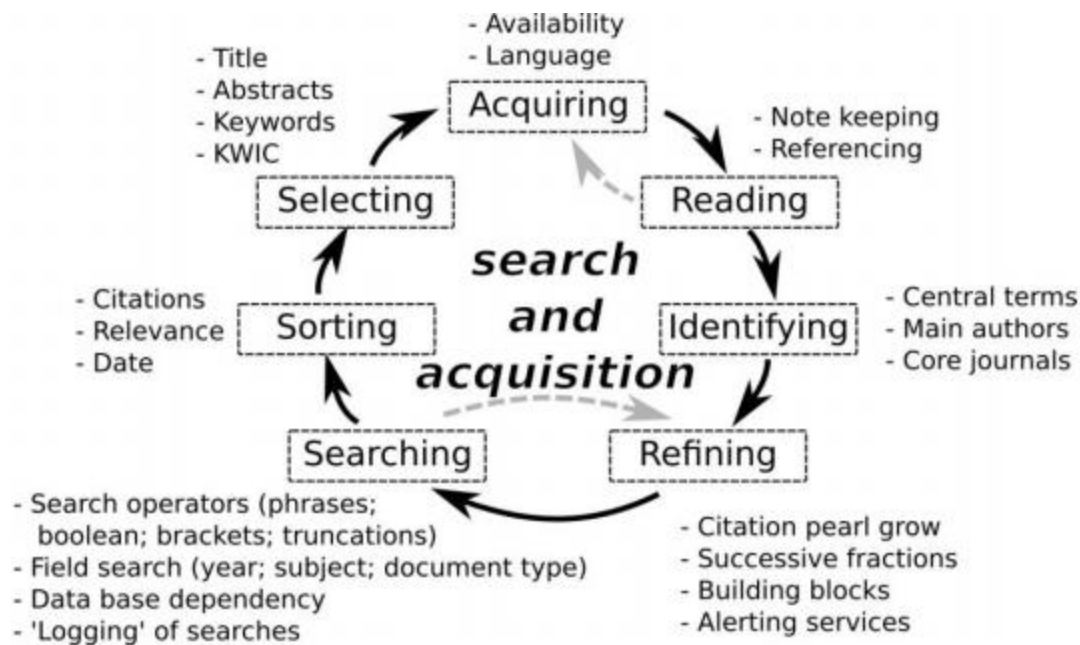 - Availability
- Language
Acquiring
- Title
- Abstracts
- Keywords
- KWIC
Selecting
- Note keeping
- Referencing
Reading
search
and
acquisition
- Citations
- Relevance
- Date
Sorting
Identifying
- Central terms
- Main authors
- Core journals
Searching
Refining
- Search operators (phrases;
boolean; brackets; truncations)
- Field search (year; subject; document type)
- Data base dependency
- 'Logging' of searches
- Citation pearl grow
- Successive fractions
- Building blocks
- Alerting services